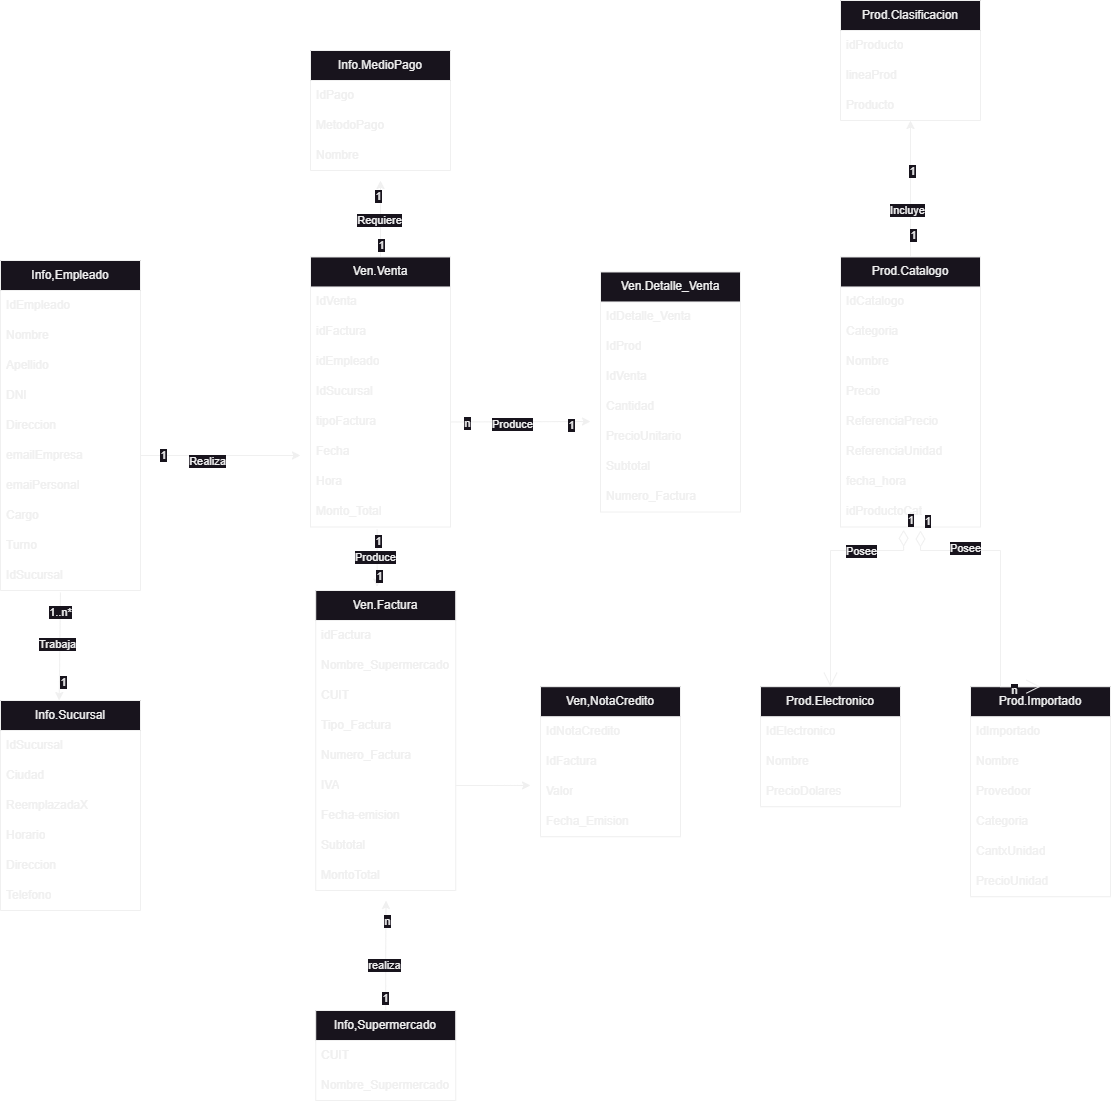 Prod.Clasificacion
idProducto
lineaProd
Producto
1
Incluye
1
Info.MedioPago
IdPago
MetodoPago
Nombre
1
Requiere
1
Info,Empleado
IdEmpleado
Nombre
Apellido
DNI
Direccion
emailEmpresa
emaiPersonal
Cargo
Turno
IdSucursal
1
Realiza
Ven.Venta
IdVenta
idFactura
idEmpleado
IdSucursal
tipoFactura
Fecha
Hora
Monto_Total
n
Produce
1
Ven.Detalle_Venta
IdDetalle_Venta
IdProd
IdVenta
Cantidad
PrecioUnitario
Subtotal
Numero_Factura
Prod.Catalogo
IdCatalogo
Categoria
Nombre
Precio
ReferenciaPrecio
ReferenciaUnidad
fecha_hora
idProductoCat
1
1
Posee
Posee
1
Produce
1
1..n*
Trabaja
1
Info.Sucursal
IdSucursal
Ciudad
ReemplazadaX
Horario
Direccion
Telefono
Ven.Factura
idFactura
Nombre_Supermercado
CUIT
Tipo_Factura
Numero_Factura
IVA
Fecha-emision
Subtotal
MontoTotal
Ven,NotaCredito
IdNotaCredito
IdFactura
Valor
Fecha_Emision
Prod.Electronico
IdElectronico
Nombre
PrecioDolares
n
Prod.Importado
IdImportado
Nombre
Provedoor
Categoria
CantxUnidad
PrecioUnidad
n
realiza
1
Info,Supermercado
CUIT
Nombre_Supermercado